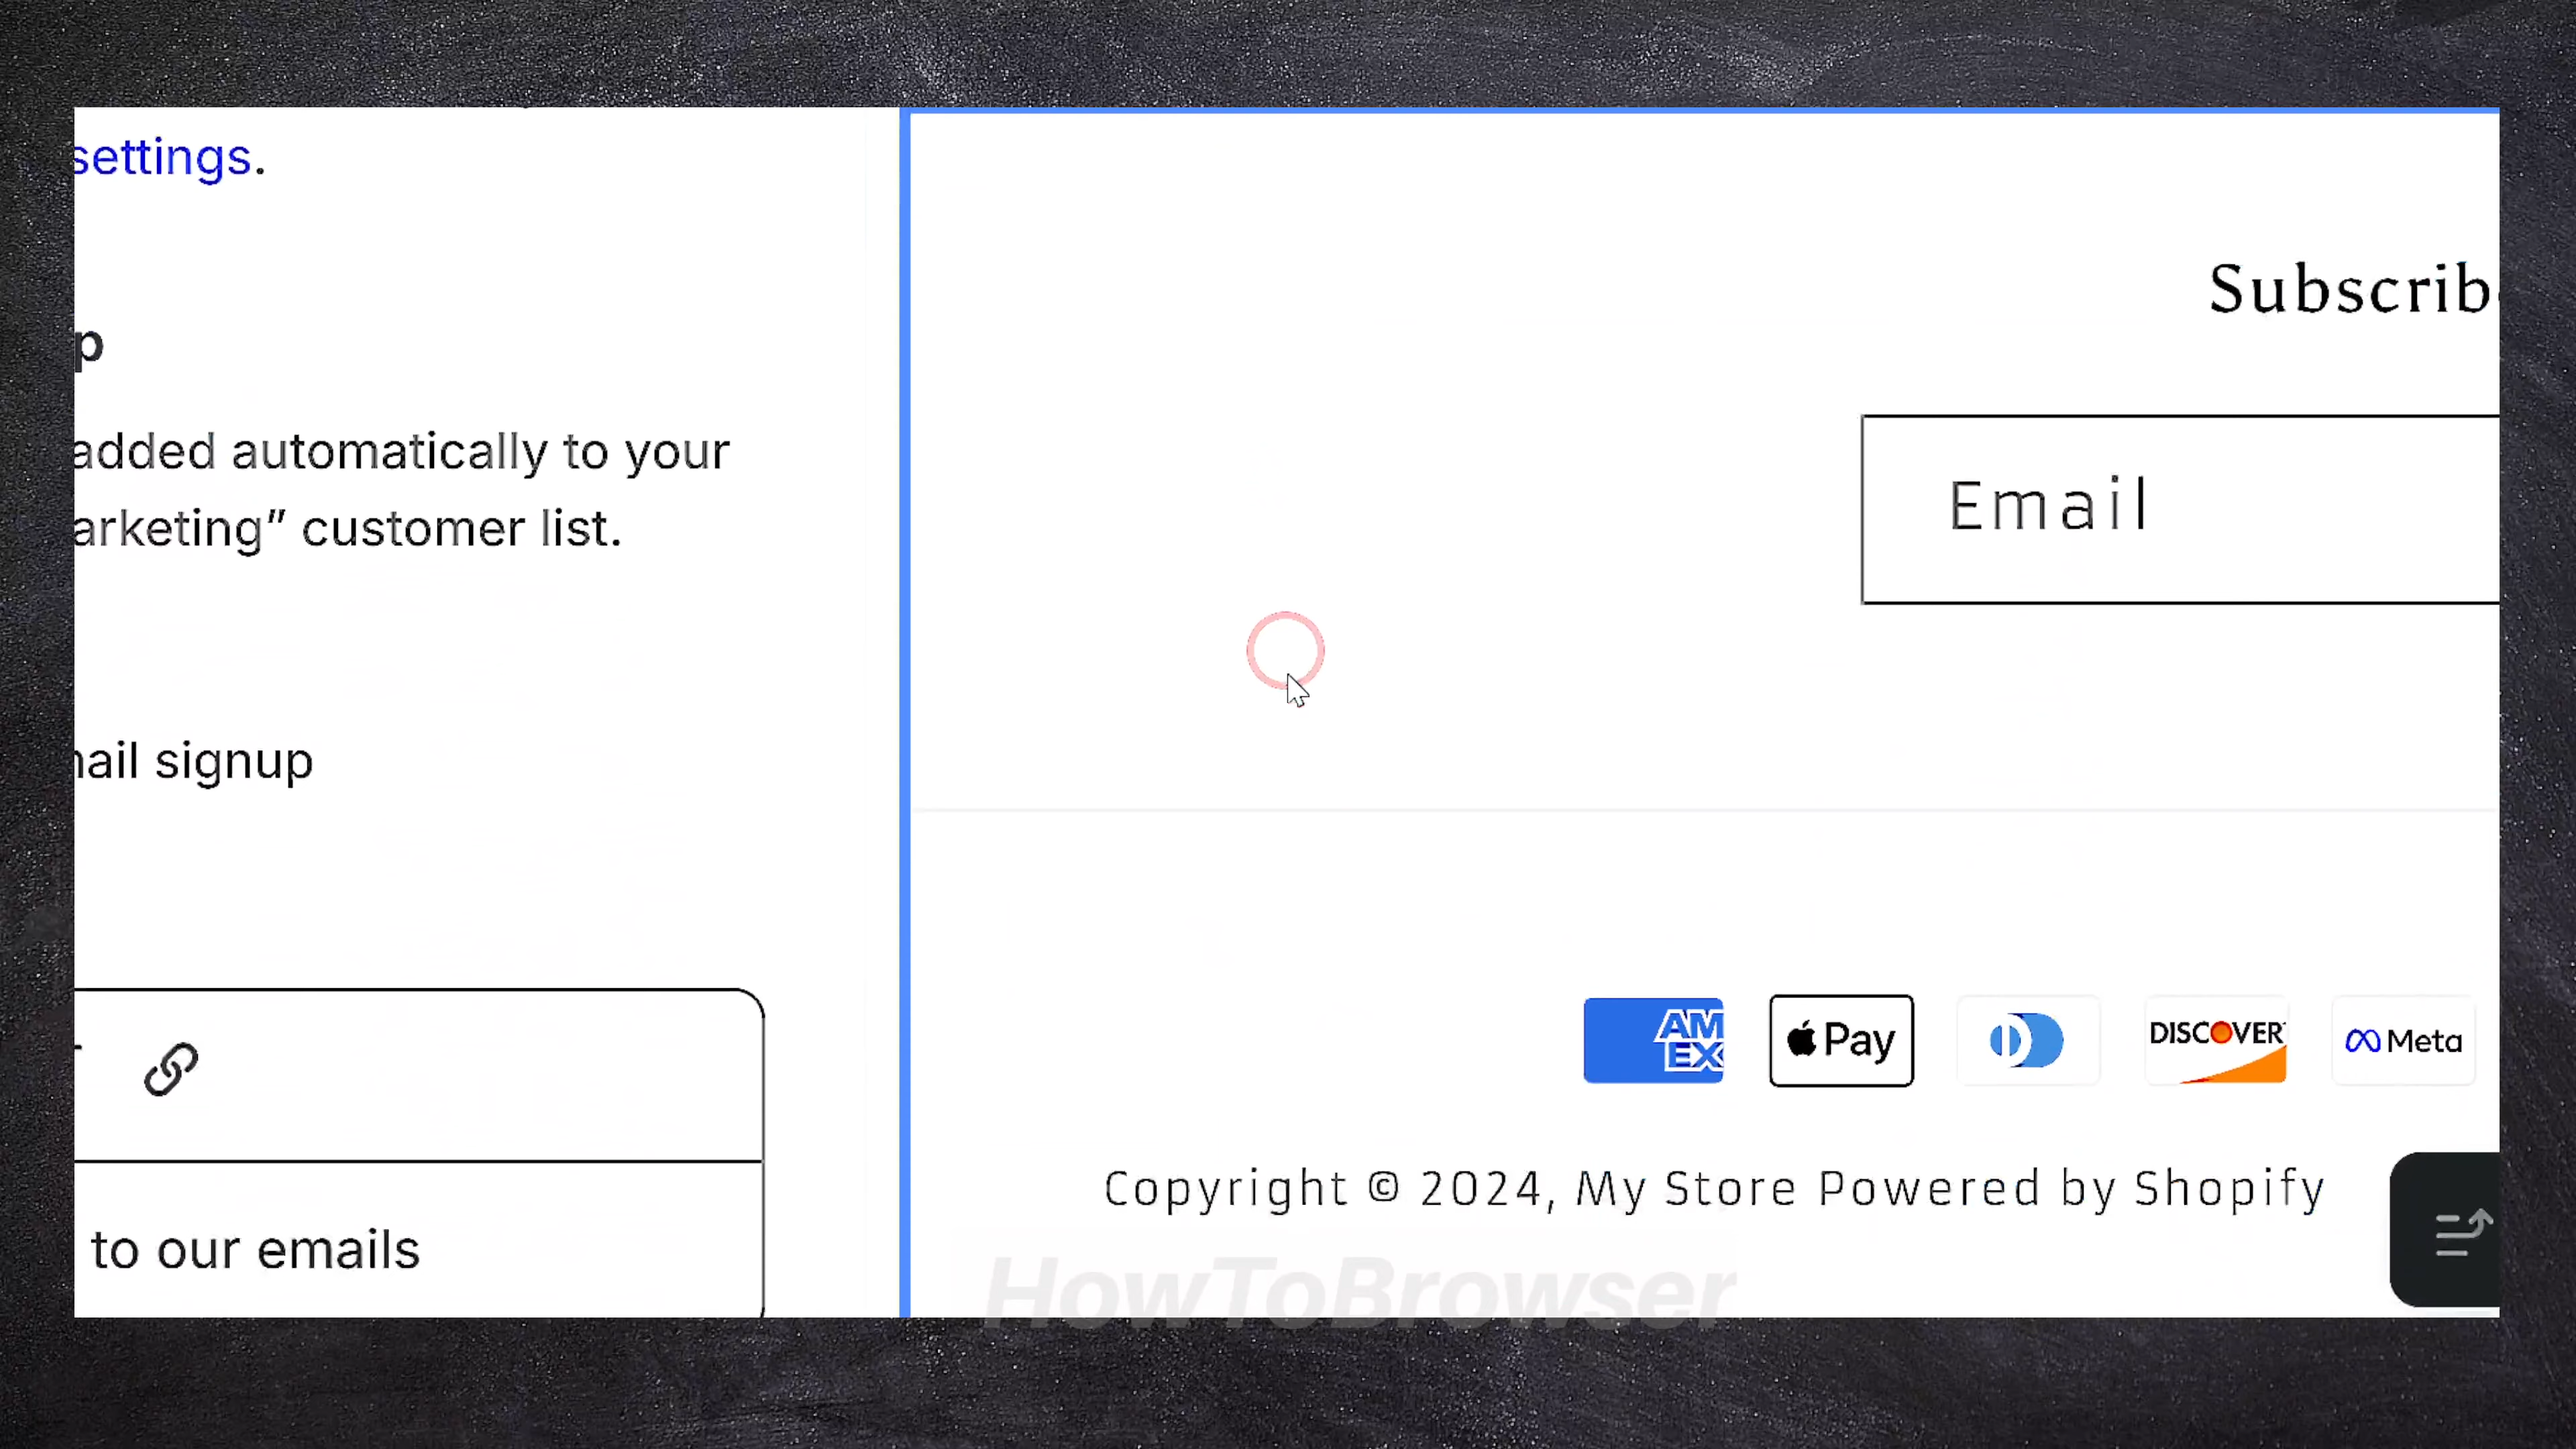 settings.
p
added automatically to your
arketing” customer list.
ail signup
to our emails
Subscrib
Email
AM
EX
Pay
DISCOVER
Meta
Copyright © 2024, My Store Powered by Shopify
HowToBrowser